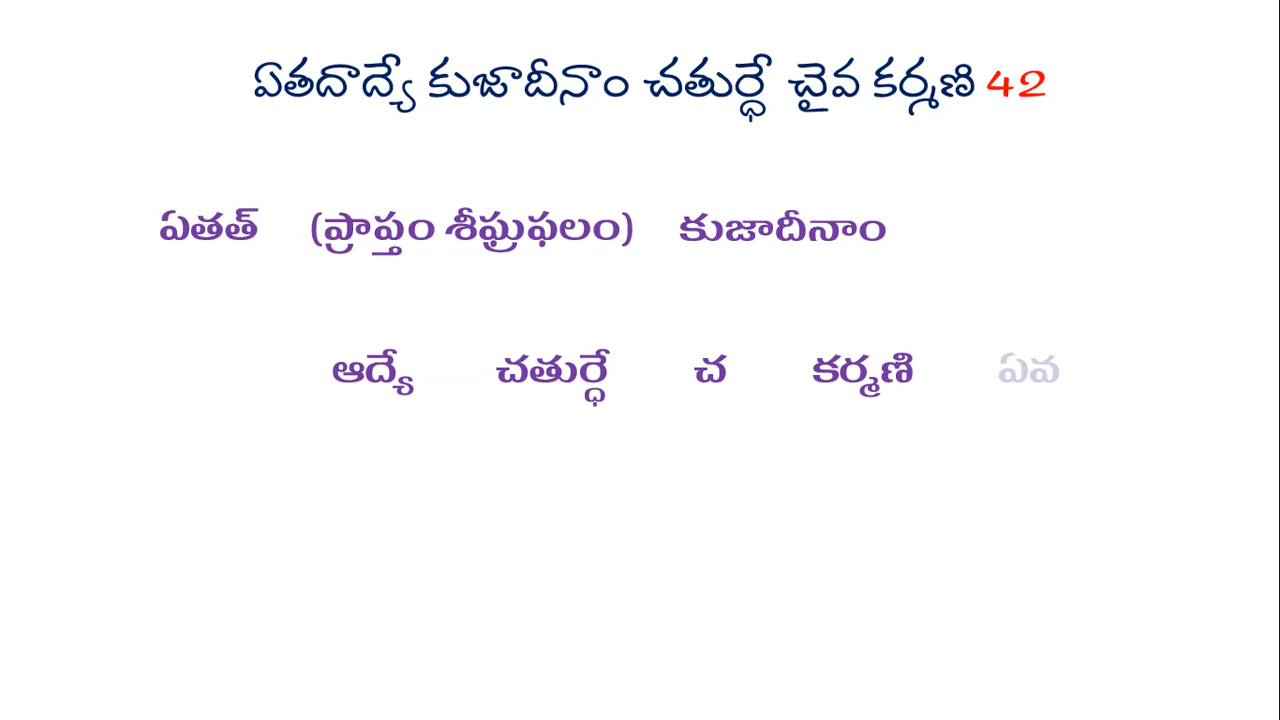 ఏతదాద్యే కుజాదీనాం చతుర్ధే చైవ కర్మణి 42
ఏతత్ (ప్రాప్తం శీఘ్రఫలం) కుజాదీనాం
ఆద్యే చతుర్ధే చ కర్మణి ఏవ